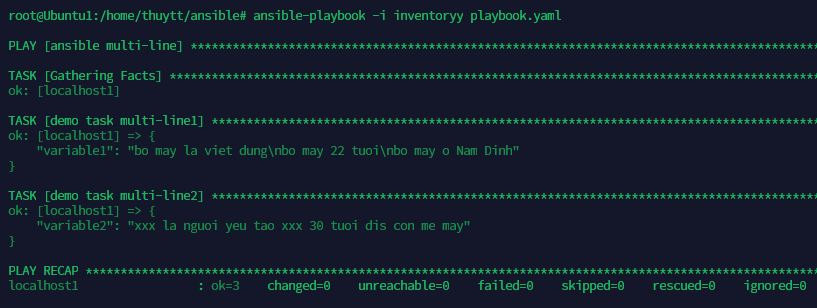 root@Ubuntu1:/home/thuytt/ansible# ansible-playbook -i inventoryy playbook.yaml
PLAY [ansible multi-line] ******************************************************************************************
TASK [Gathering Facts] *********************************************************************************************
ok: [localhost1]
TASK [demo task multi-line1] ***************************************************************************************
ok: [localhost1] => {
    "variable1": "bo may la viet dung\nbo may 22 tuoi\nbo may o Nam Dinh"
}
TASK [demo task multi-line2] ***************************************************************************************
ok: [localhost1] => {
    "variable2": "xxx la nguoi yeu tao xxx 30 tuoi dis con me may"
}
PLAY RECAP *********************************************************************************************************
localhost1                 : ok=3    changed=0    unreachable=0    failed=0    skipped=0    rescued=0    ignored=0